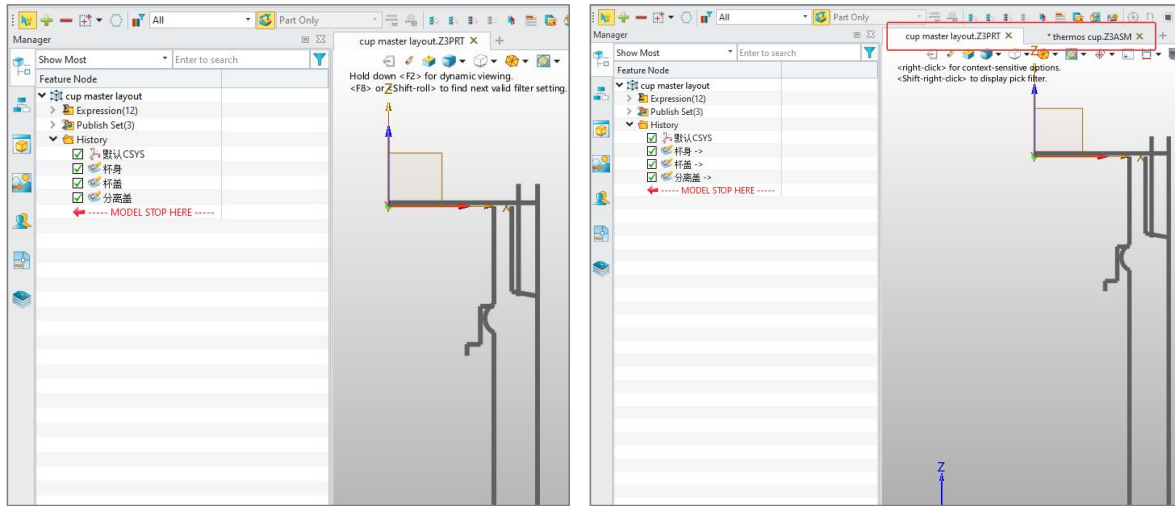 All
Part Only
Manager
cup master layout.Z3PRT
Show Most
Enter to search
Feature Node
cup master layout
Expression(12)
Publish Set(3)
History
默认CSYS
杯身
杯盖
分离盖
----- MODEL STOP HERE -----
Hold down <F2> for dynamic viewing.
<F8> or <Shift-roll> to find next valid filter setting.
Z
X
All
Part Only
Manager
cup master layout.Z3PRT
* thermos cup.Z3ASM
Show Most
Enter to search
Feature Node
cup master layout
Expression(12)
Publish Set(3)
History
默认CSYS
杯身 ->
杯盖 ->
分离盖 ->
----- MODEL STOP HERE -----
<right-click> for context-sensitive options.
<Shift-right-click> to display pick filter.
Z
X
Z